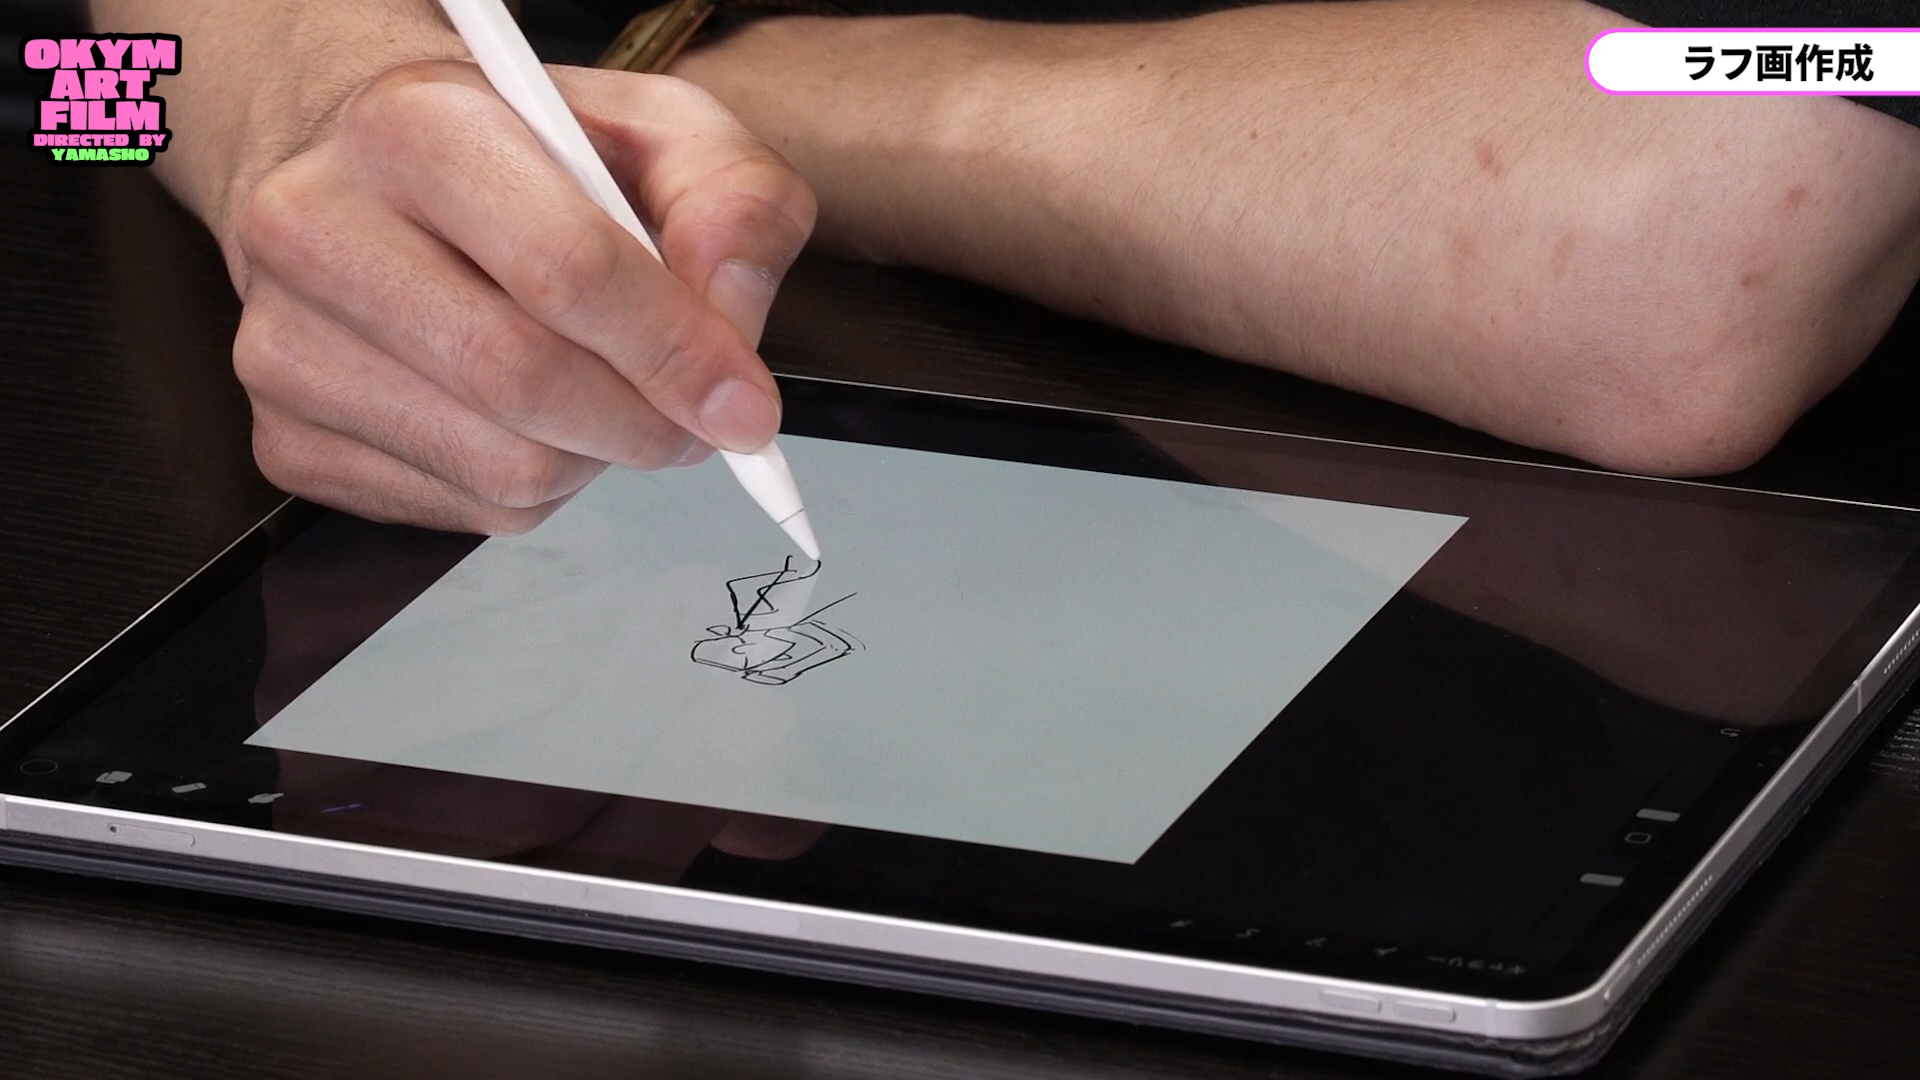 OKYM
ART
FILM
DIRECTED BY
YAMASHO
ラフ画作成